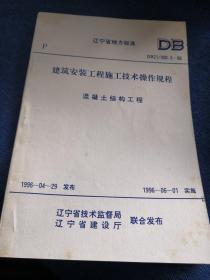 辽宁省地方标准
P
DB
建筑安装工程施工技术操作规程
混凝土结构工程
1996-04-29 发布
1996-06-01 实施
辽宁省技术监督局
辽宁省建设厅
联合发布